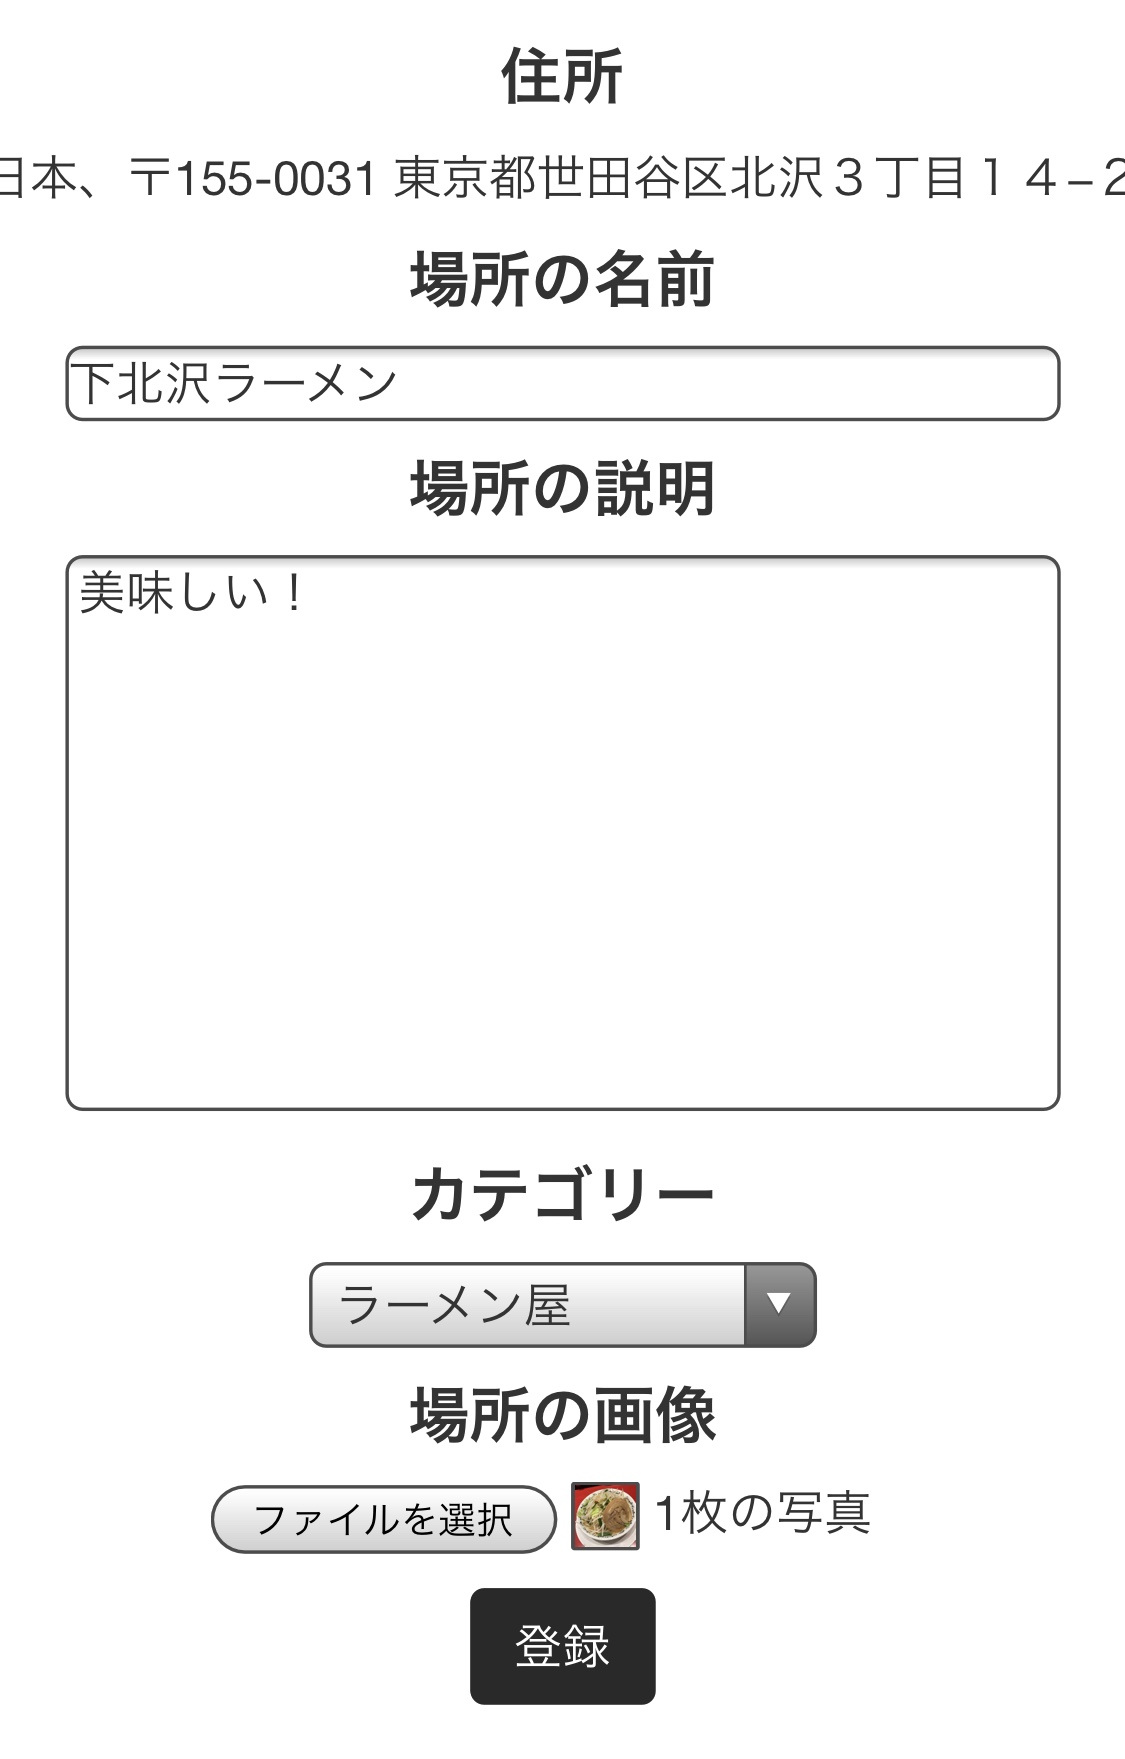 住所
日本、〒155-0031 東京都世田谷区北沢３丁目１４−2
場所の名前
下北沢ラーメン
場所の説明
美味しい！
カテゴリー
ラーメン屋
場所の画像
ファイルを選択 1枚の写真
登録